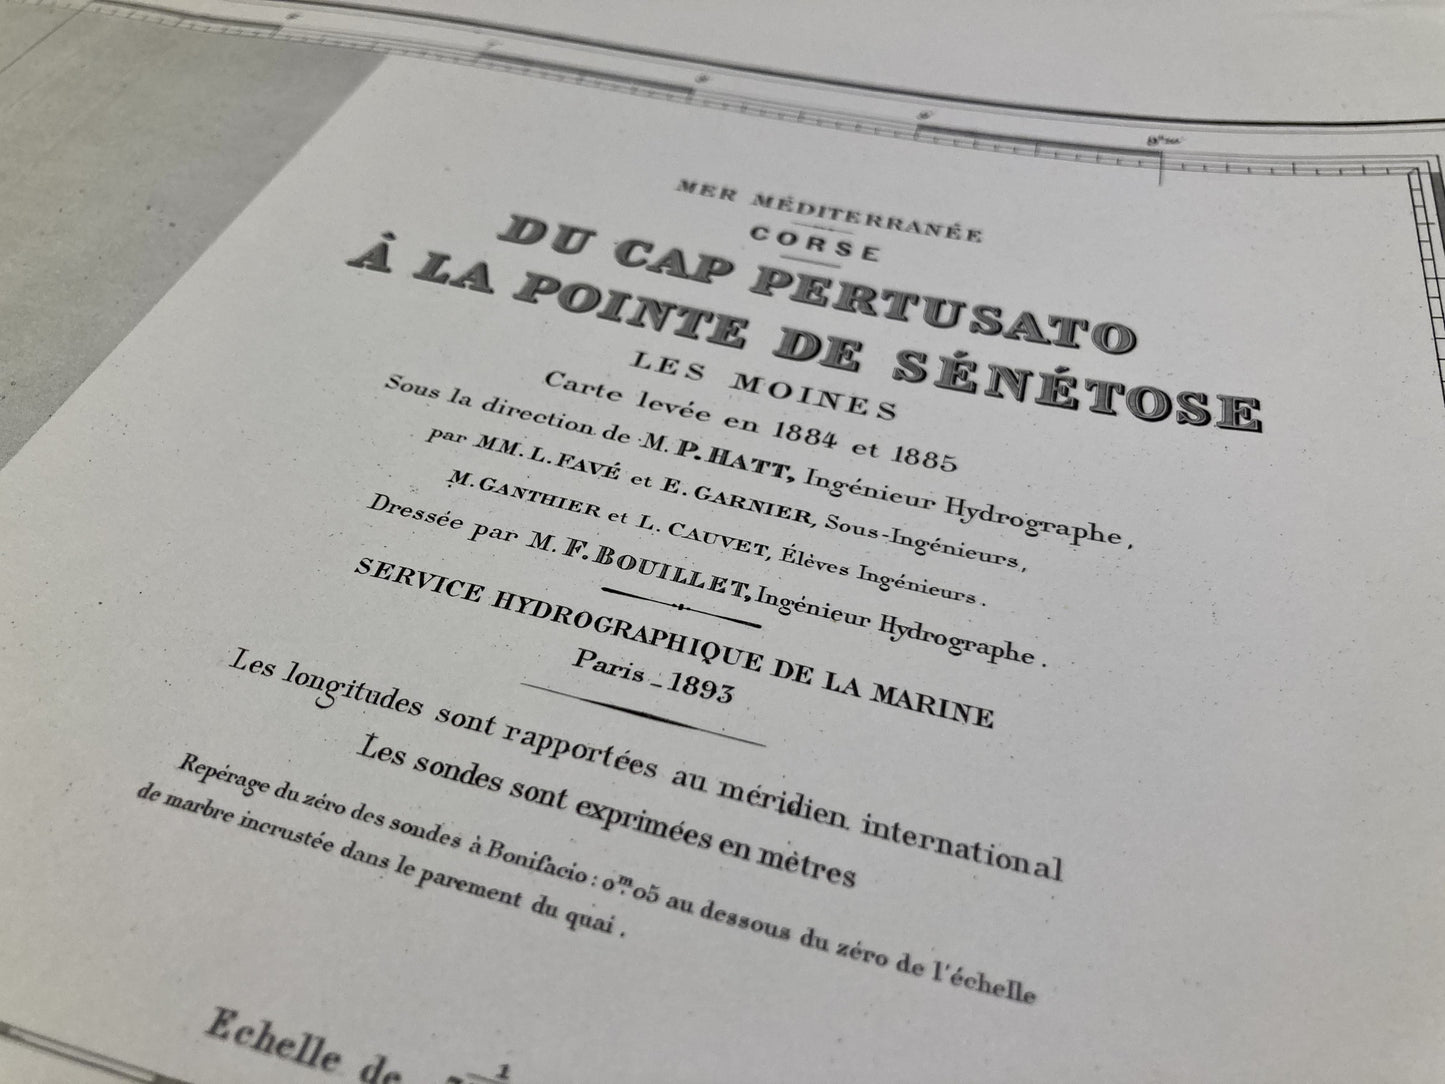 MER MÉDITERRANÉE
CORSE
DU CAP PERTUSATO
À LA POINTE DE SÉNÉTOSE
LES MOINES
Carte levée en 1884 et 1885
Sous la direction de M. P. HATT, Ingénieur Hydrographe,
par MM. L. FAVÉ et E. GARNIER, Sous-Ingénieurs,
M. GANTHIER et L. CAUVET, Élèves Ingénieurs.
Dressée par M. F. BOUILLET, Ingénieur Hydrographe.
SERVICE HYDROGRAPHIQUE DE LA MARINE
Paris _ 1893
Les longitudes sont rapportées au méridien international
Les sondes sont exprimées en mètres
Repérage du zéro des sondes à Bonifacio : 0ᵐ.05 au dessous du zéro de l'échelle
de marbre incrustée dans le parement du quai.
Echelle de